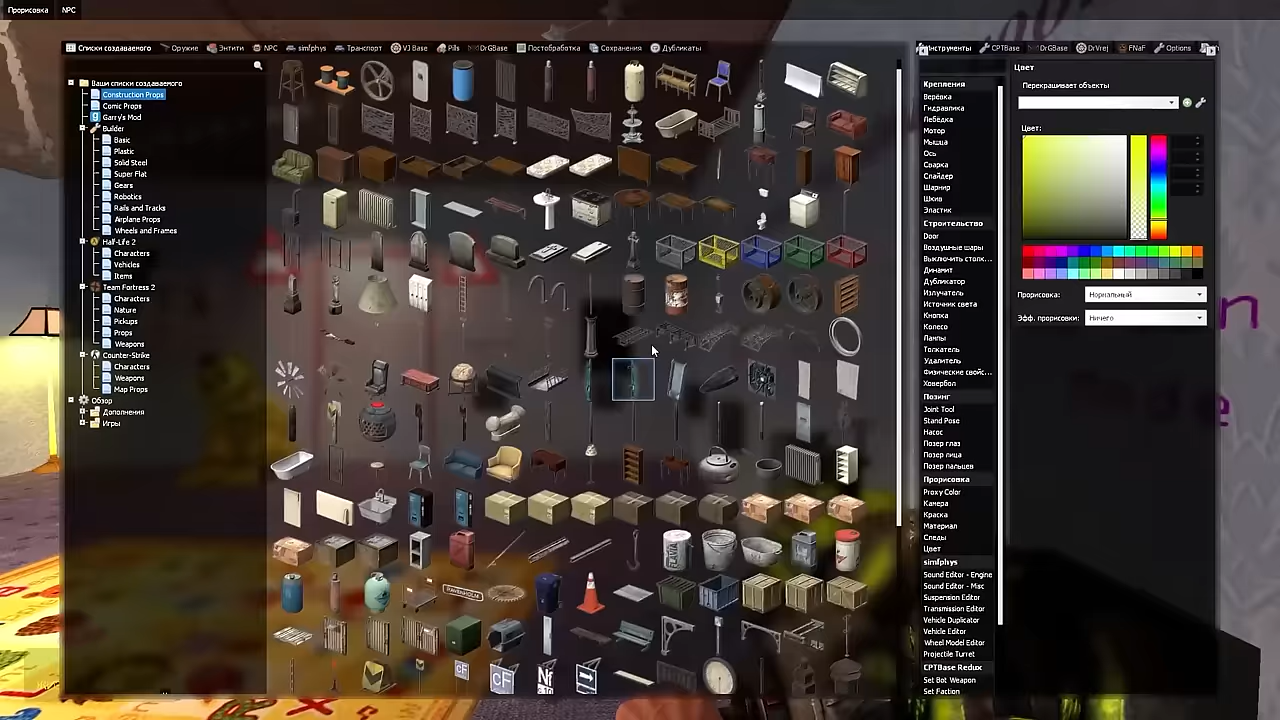 Прорисовка NPC
Списки создаваемого Оружие Энтити NPC simfphys Транспорт VJ Base Pills DrGBase Постобработка Сохранения Дубликаты
Инструменты CPTBase DrGBase DrVrej FNaF Options
Ваши списки создаваемого
Construction Props
Comic Props
Garry's Mod
Builder
Basic
Plastic
Solid Steel
Super Flat
Gears
Robotics
Rails and Tracks
Airplane Props
Wheels and Frames
Half-Life 2
Characters
Vehicles
Items
Team Fortress 2
Characters
Nature
Pickups
Props
Weapons
Counter-Strike
Characters
Weapons
Map Props
Обзор
Дополнения
Игры
RAVENHOLM
CF
CF
Крепления
Верёвка
Гидравлика
Лебёдка
Мотор
Мышца
Ось
Сварка
Слайдер
Шарнир
Шкив
Эластик
Строительство
Door
Воздушные шары
Выключить столк...
Динамит
Дубликатор
Излучатель
Источник света
Кнопка
Колесо
Лампы
Толкатель
Удалитель
Физические свойс...
Ховербол
Позинг
Joint Tool
Stand Pose
Насос
Позер глаз
Позер лица
Позер пальцев
Прорисовка
Proxy Color
Камера
Краска
Материал
Следы
Цвет
simfphys
Sound Editor - Engine
Sound Editor - Misc
Suspension Editor
Transmission Editor
Vehicle Duplicator
Vehicle Editor
Wheel Model Editor
Projectile Turret
CPTBase Redux
Set Bot Weapon
Set Faction
Цвет
Перекрашивает объекты
Цвет:
Прорисовка: Нормальный
Эфф. прорисовки: Ничего